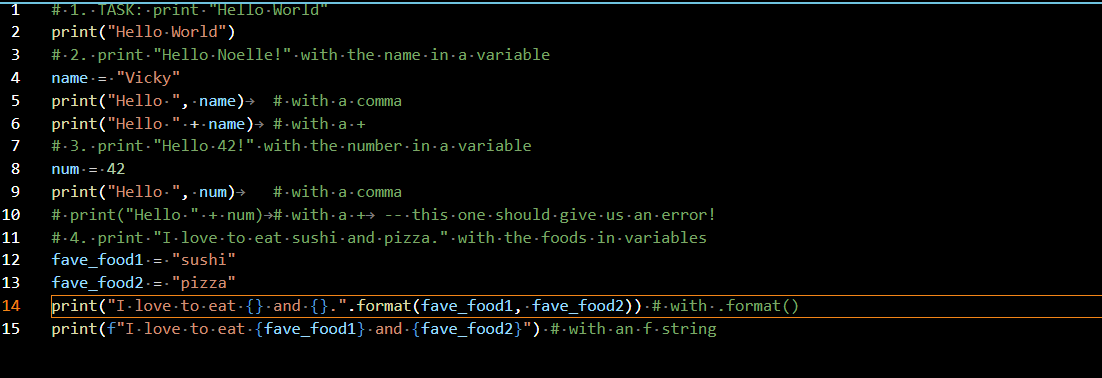 1 # 1. TASK: print "Hello World"
2 print("Hello World")
3 # 2. print "Hello Noelle!" with the name in a variable
4 name = "Vicky"
5 print("Hello ", name) # with a comma
6 print("Hello " + name) # with a +
7 # 3. print "Hello 42!" with the number in a variable
8 num = 42
9 print("Hello ", num) # with a comma
10 # print("Hello " + num) # with a + -- this one should give us an error!
11 # 4. print "I love to eat sushi and pizza." with the foods in variables
12 fave_food1 = "sushi"
13 fave_food2 = "pizza"
14 print("I love to eat {} and {}.".format(fave_food1, fave_food2)) # with .format()
15 print(f"I love to eat {fave_food1} and {fave_food2}") # with an f string